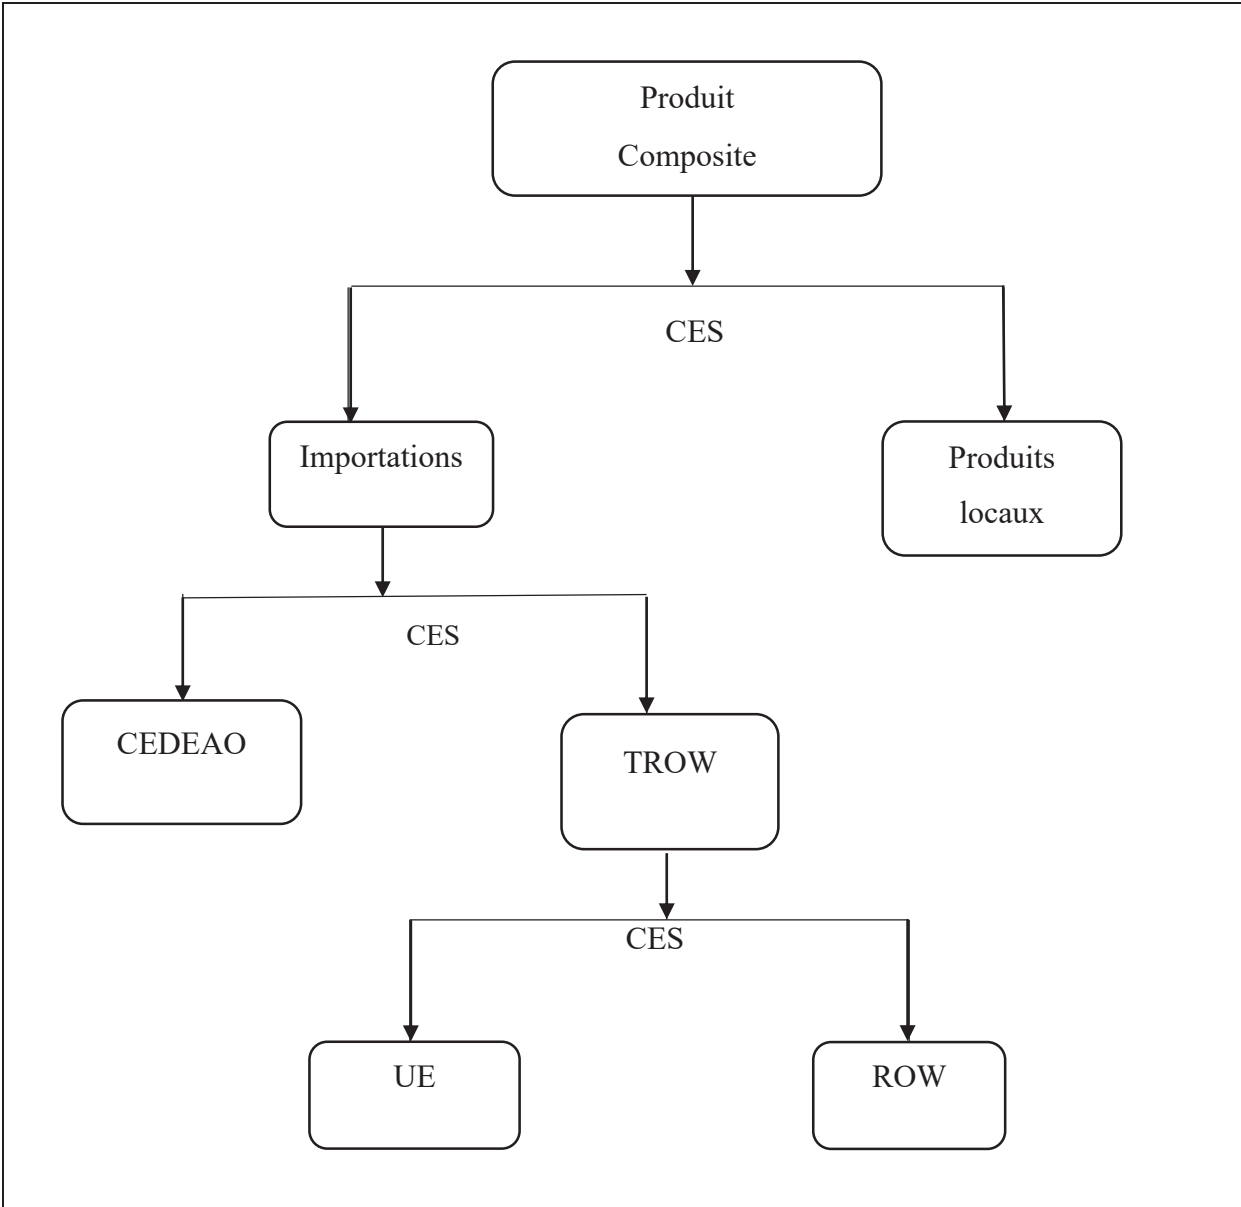 Produit
Composite
CES
Importations
Produits
locaux
CES
CEDEAO
TROW
CES
UE
ROW